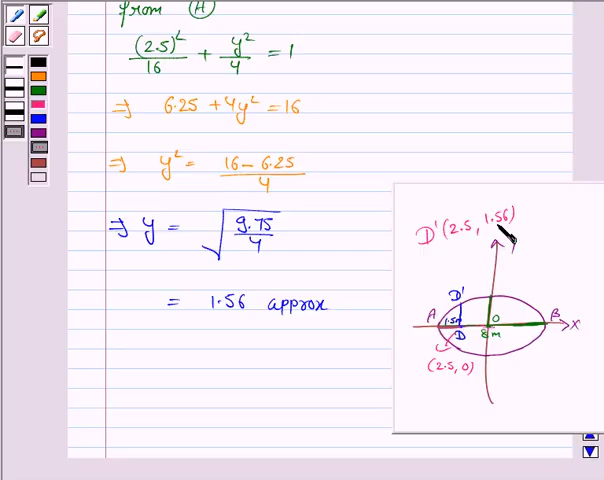 from (A)
(2.5)²/16 + y²/4 = 1
⇒ 6.25 + 4y² = 16
⇒ y² = (16 - 6.25)/4
⇒ y = √(9.75/4)
= 1.56 approx
D'(2.5, 1.56)
D'
A 1.5m O B X
D 8m
(2.5, 0)